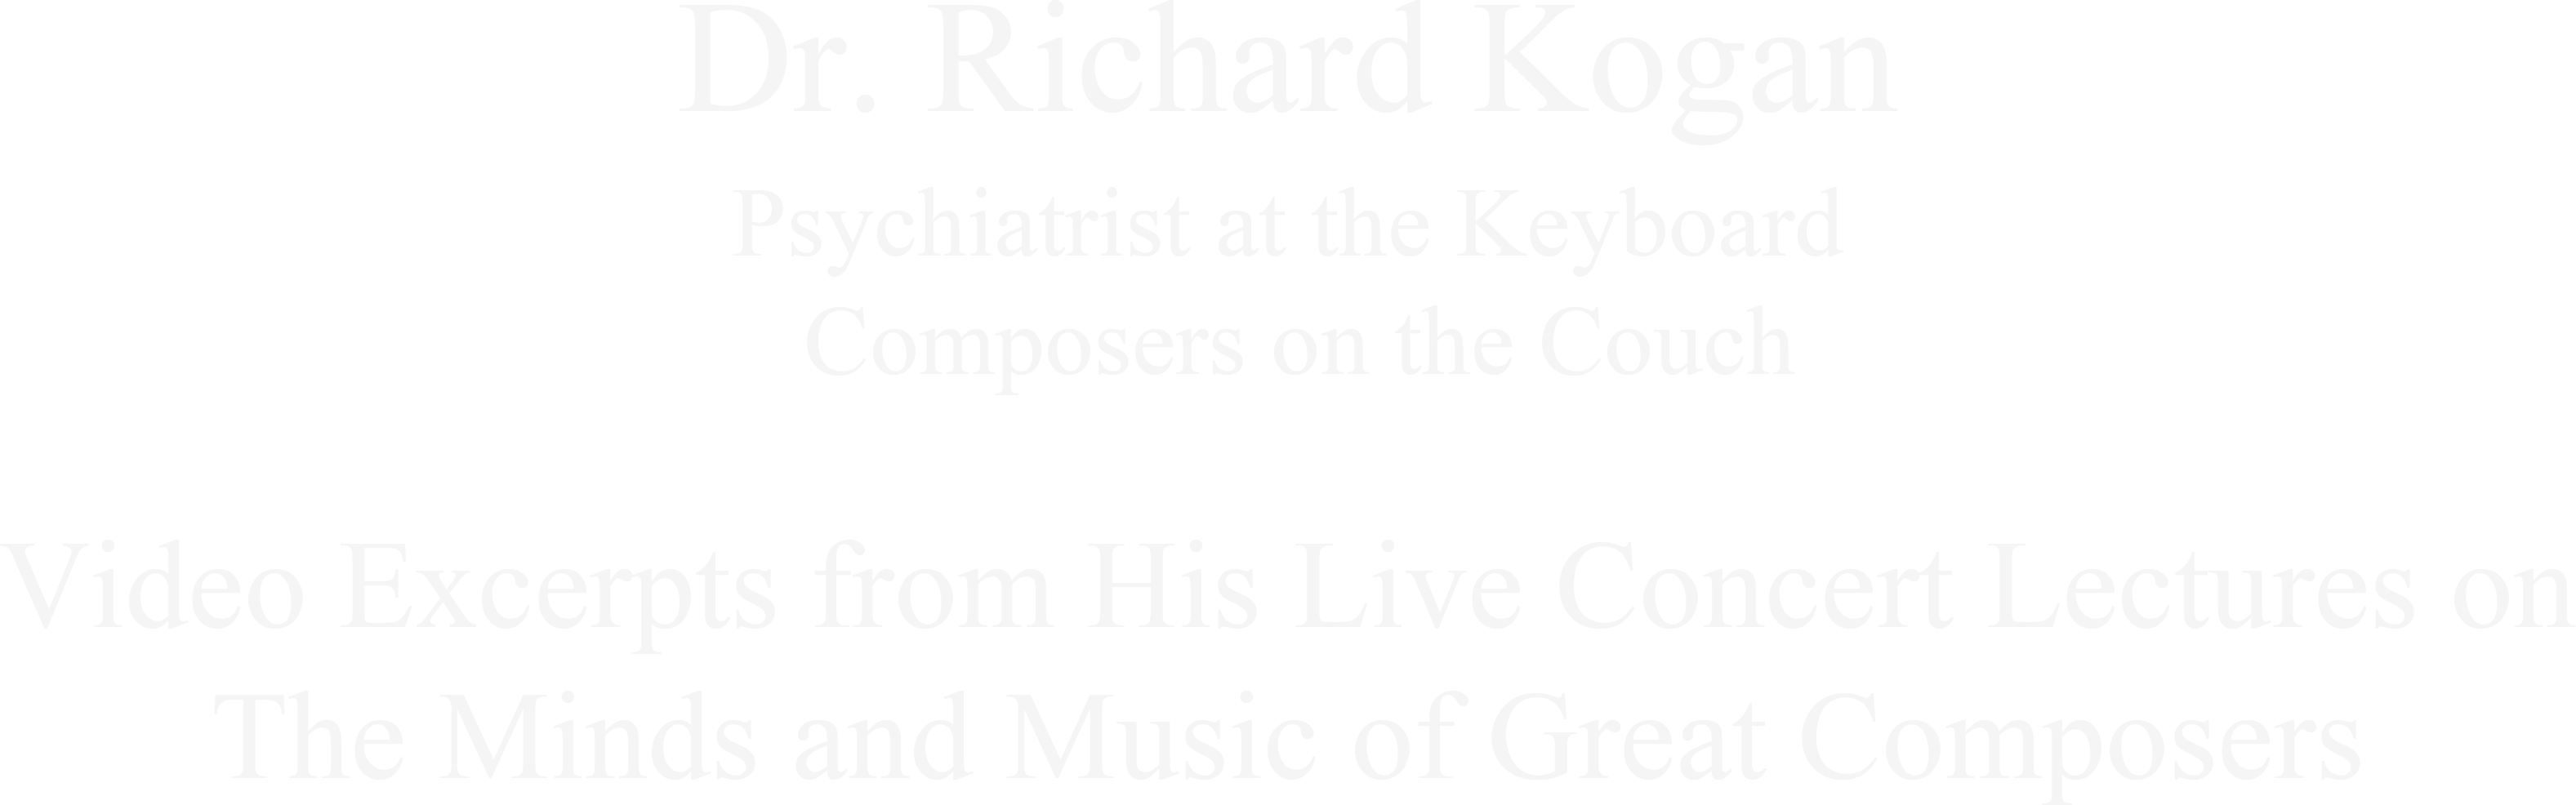 Dr. Richard Kogan
Psychiatrist at the Keyboard
Composers on the Couch
Video Excerpts from His Live Concert Lectures on
The Minds and Music of Great Composers